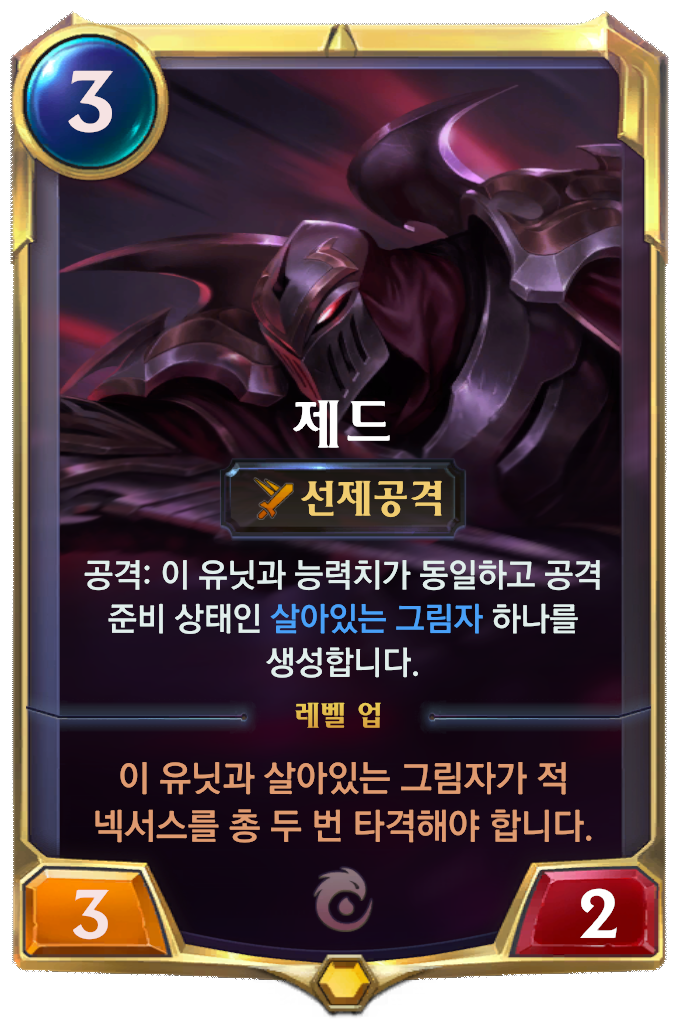 3
제드
선제공격
공격: 이 유닛과 능력치가 동일하고 공격
준비 상태인 살아있는 그림자 하나를
생성합니다.
레벨 업
이 유닛과 살아있는 그림자가 적
넥서스를 총 두 번 타격해야 합니다.
3
2